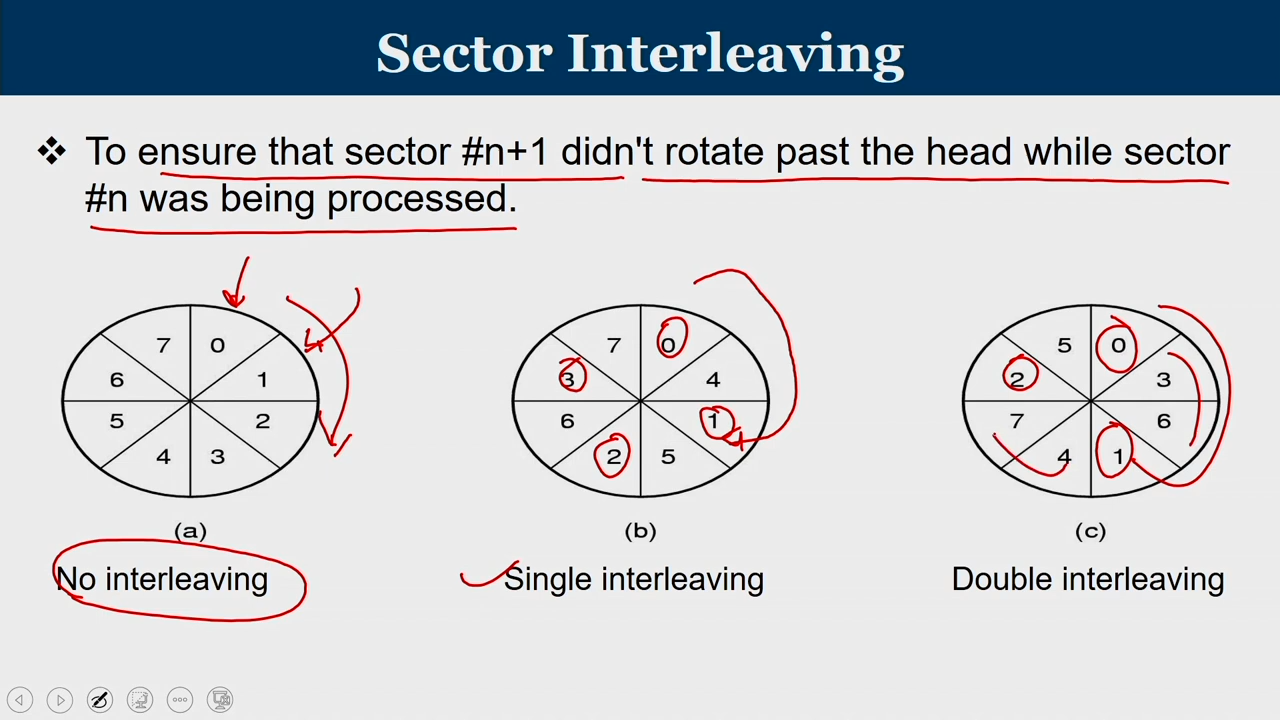 Sector Interleaving
❖ To ensure that sector #n+1 didn't rotate past the head while sector
#n was being processed.
7 0
6 1
5 2
4 3
(a)
No interleaving
7 0
3 4
6 1
2 5
(b)
Single interleaving
5 0
2 3
7 6
4 1
(c)
Double interleaving